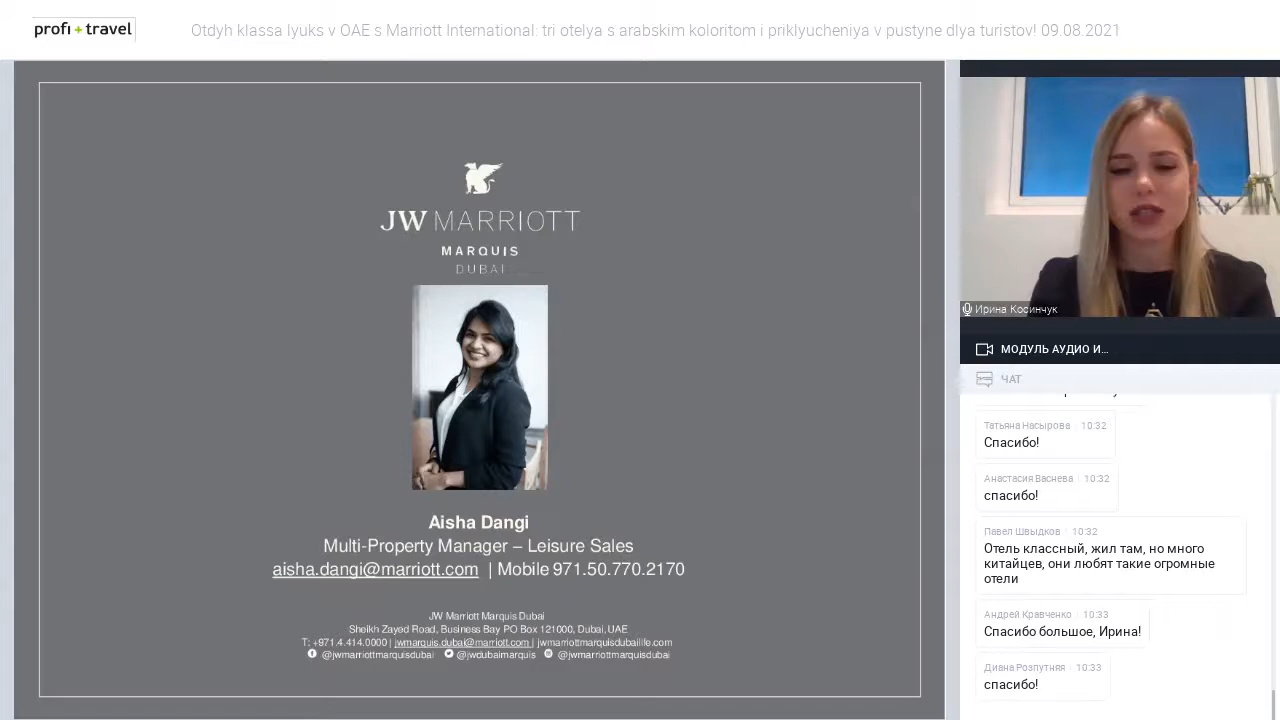 profi + travel
Otdyh klassa lyuks v OAE s Marriott International: tri otelya s arabskim koloritom i priklyucheniya v pustyne dlya turistov! 09.08.2021
JW MARRIOTT
MARQUIS
DUBAI
Aisha Dangi
Multi-Property Manager – Leisure Sales
aisha.dangi@marriott.com | Mobile 971.50.770.2170
JW Marriott Marquis Dubai
Sheikh Zayed Road, Business Bay PO Box 121000, Dubai, UAE
T: +971.4.414.0000 | jwmarquis.dubai@marriott.com | jwmarriottmarquisdubailife.com
@jwmarriottmarquisdubai @jwdubaimarquis @jwmarriottmarquisdubai
Ирина Косинчук
МОДУЛЬ АУДИО И...
ЧАТ
Татьяна Насырова 10:32
Спасибо!
Анастасия Васнева 10:32
спасибо!
Павел Швыдков 10:32
Отель классный, жил там, но много
китайцев, они любят такие огромные
отели
Андрей Кравченко 10:33
Спасибо большое, Ирина!
Диана Розпутняя 10:33
спасибо!